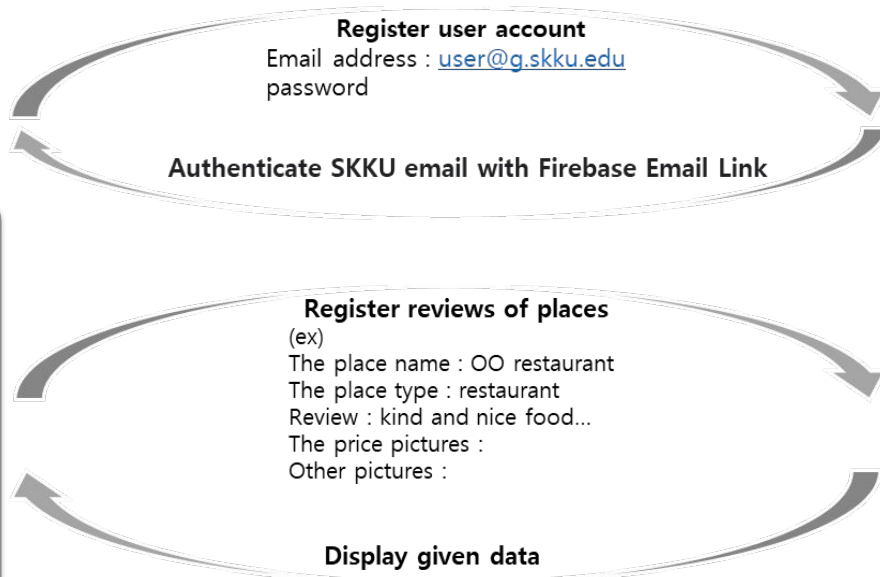 Register user account
Email address : user@g.skku.edu
password
Authenticate SKKU email with Firebase Email Link
Register reviews of places
(ex)
The place name : OO restaurant
The place type : restaurant
Review : kind and nice food...
The price pictures :
Other pictures :
Display given data